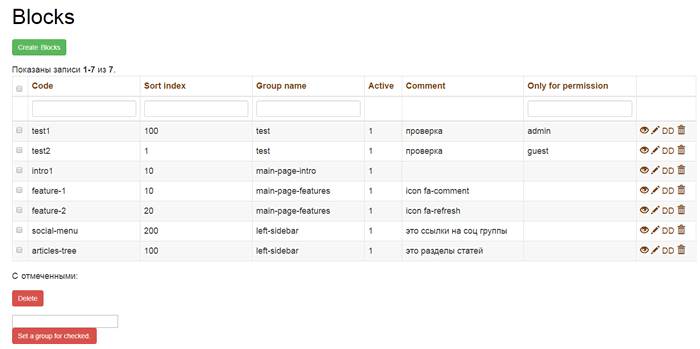 Blocks
Create Blocks
Показаны записи 1-7 из 7.
Code Sort index Group name Active Comment Only for permission
test1 100 test 1 проверка admin DD
test2 1 test 1 проверка guest DD
intro1 10 main-page-intro 1 DD
feature-1 10 main-page-features 1 icon fa-comment DD
feature-2 20 main-page-features 1 icon fa-refresh DD
social-menu 200 left-sidebar 1 это ссылки на соц группы DD
articles-tree 100 left-sidebar 1 это разделы статей DD
С отмеченными:
Delete
Set a group for checked.